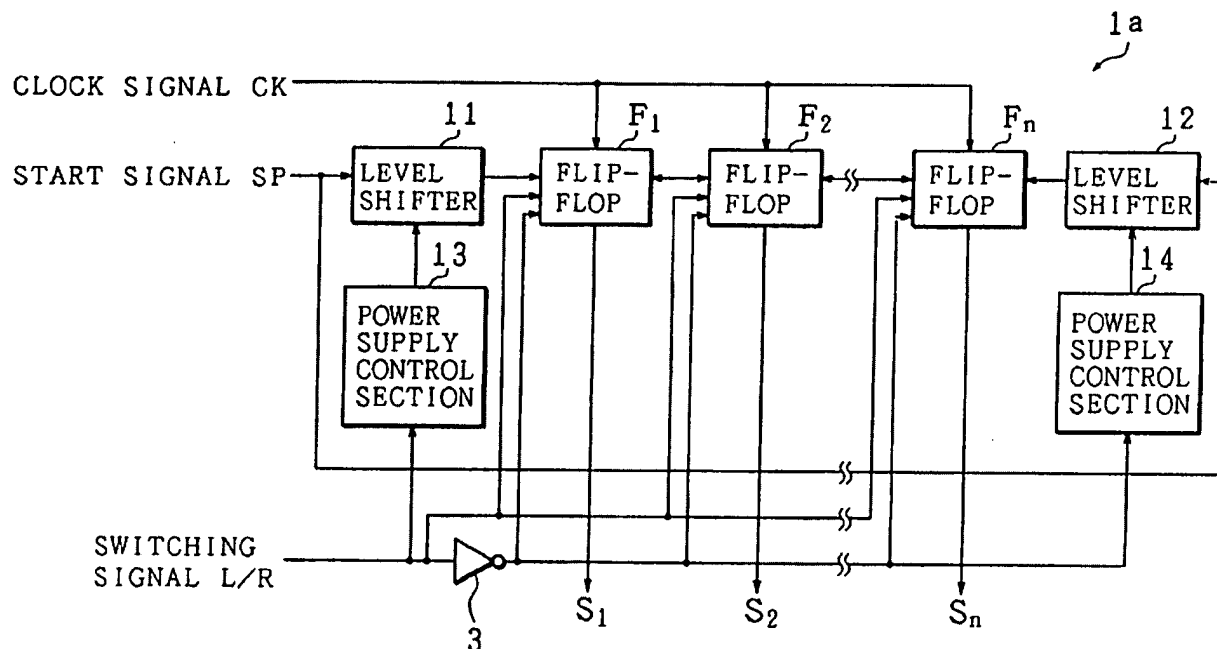 1a
CLOCK SIGNAL CK
11
F1
F2
Fn
12
START SIGNAL SP
LEVEL
SHIFTER
FLIP-
FLOP
FLIP-
FLOP
FLIP-
FLOP
LEVEL
SHIFTER
13
POWER
SUPPLY
CONTROL
SECTION
14
POWER
SUPPLY
CONTROL
SECTION
SWITCHING
SIGNAL L/R
3
S1
S2
Sn